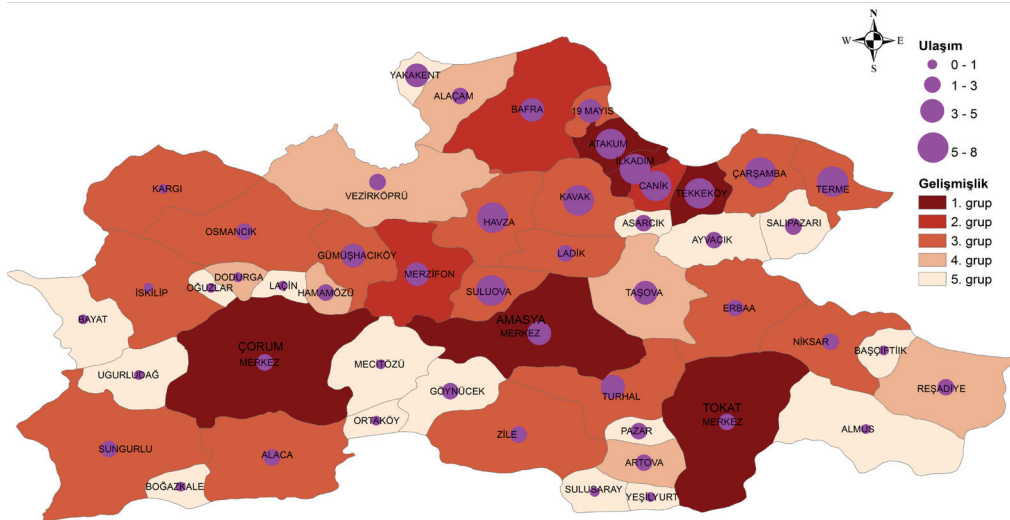 N
W E
S
Ulaşım
0 - 1
1 - 3
3 - 5
5 - 8
Gelişmişlik
1. grup
2. grup
3. grup
4. grup
5. grup
YAKAKENT
ALAÇAM
BAFRA
19 MAYIS
ATAKUM
İLKADIM
CANİK
TEKKEKÖY
ÇARŞAMBA
TERME
KARGI
VEZİRKÖPRÜ
HAVZA
KAVAK
ASARCIK
AYVACIK
SALIPAZARI
OSMANCIK
GÜMÜŞHACIKÖY
MERZİFON
LADİK
İSKİLİP
DODURGA
OĞUZLAR
LAÇİN
HAMAMÖZÜ
SULUOVA
TAŞOVA
ERBAA
BAYAT
ÇORUM
MERKEZ
AMASYA
MERKEZ
NİKSAR
BAŞÇİFTİİK
UGURLUDAĞ
MECİTÖZÜ
GÖYNÜCEK
TURHAL
TOKAT
MERKEZ
REŞADİYE
ORTAKÖY
ZİLE
PAZAR
ALMUS
SUNGURLU
ALACA
ARTOVA
BOĞAZKALE
SULUSARAY
YEŞİLYURT